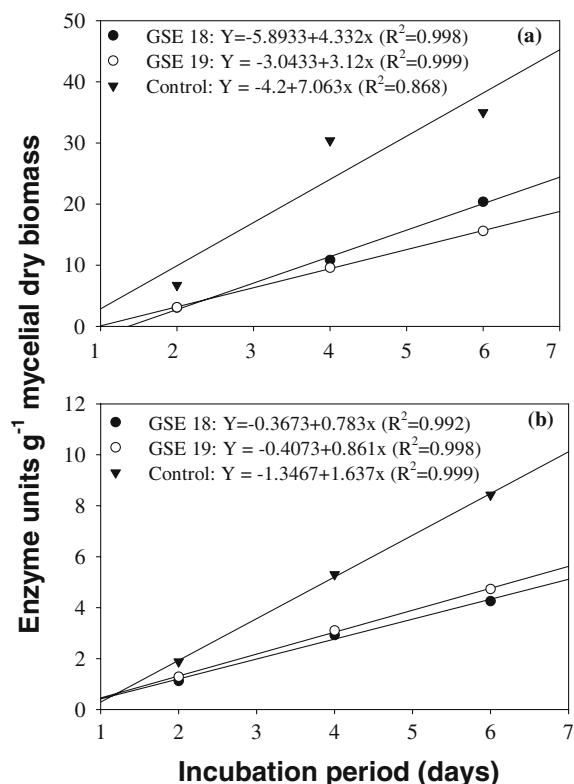 Enzyme units g⁻¹ mycelial dry biomass
50
40
30
20
10
0
(a)
GSE 18: Y=-5.8933+4.332x (R²=0.998)
GSE 19: Y = -3.0433+3.12x (R²=0.999)
Control: Y = -4.2+7.063x (R²=0.868)
1 2 3 4 5 6 7
12
10
8
6
4
2
0
(b)
GSE 18: Y=-0.3673+0.783x (R²=0.992)
GSE 19: Y = -0.4073+0.861x (R²=0.998)
Control: Y = -1.3467+1.637x (R²=0.999)
1 2 3 4 5 6 7
Incubation period (days)